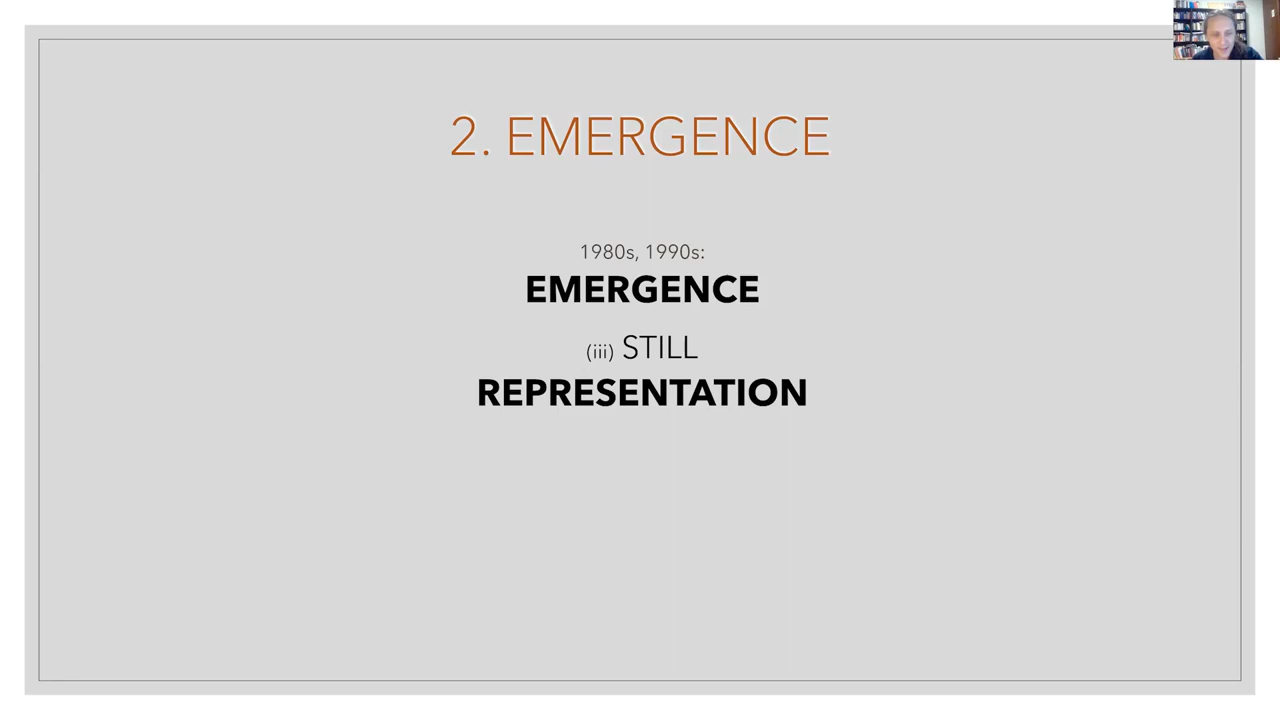 2. EMERGENCE
1980s, 1990s:
EMERGENCE
(iii) STILL
REPRESENTATION